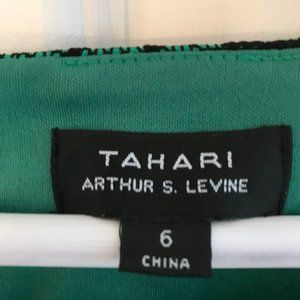 TAHARI
ARTHUR S. LEVINE
6
CHINA